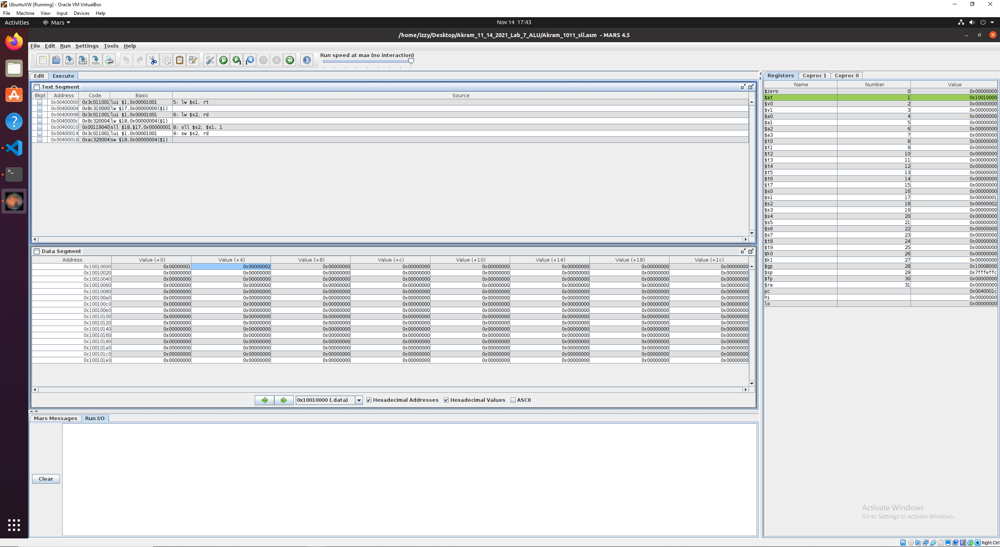 UbuntuVW [Running] - Oracle VM VirtualBox
File Machine View Input Devices Help
Activities Mars Nov 14 17:43
/home/izzy/Desktop/Akram_11_14_2021_Lab_7_ALU/Akram_1011_sll.asm - MARS 4.5
File Edit Run Settings Tools Help
Run speed at max (no interaction)
Edit Execute
Text Segment
Bkpt Address Code Basic Source
0x00400000 0x3c011001 lui $1,0x00001001 5: lw $s1, rt
0x00400004 0x8c310000 lw $17,0x00000000($1)
0x00400008 0x3c011001 lui $1,0x00001001 6: lw $s2, rd
0x0040000c 0x8c320004 lw $18,0x00000004($1)
0x00400010 0x00119040 sll $18,$17,0x00000001 8: sll $s2, $s1, 1
0x00400014 0x3c011001 lui $1,0x00001001 9: sw $s2, rd
0x00400018 0xac320004 sw $18,0x00000004($1)
Data Segment
Address Value (+0) Value (+4) Value (+8) Value (+c) Value (+10) Value (+14) Value (+18) Value (+1c)
0x10010000 0x00000001 0x00000002 0x00000000 0x00000000 0x00000000 0x00000000 0x00000000 0x00000000
0x10010020 0x00000000 0x00000000 0x00000000 0x00000000 0x00000000 0x00000000 0x00000000 0x00000000
0x10010040 0x00000000 0x00000000 0x00000000 0x00000000 0x00000000 0x00000000 0x00000000 0x00000000
0x10010060 0x00000000 0x00000000 0x00000000 0x00000000 0x00000000 0x00000000 0x00000000 0x00000000
0x10010080 0x00000000 0x00000000 0x00000000 0x00000000 0x00000000 0x00000000 0x00000000 0x00000000
0x100100a0 0x00000000 0x00000000 0x00000000 0x00000000 0x00000000 0x00000000 0x00000000 0x00000000
0x100100c0 0x00000000 0x00000000 0x00000000 0x00000000 0x00000000 0x00000000 0x00000000 0x00000000
0x100100e0 0x00000000 0x00000000 0x00000000 0x00000000 0x00000000 0x00000000 0x00000000 0x00000000
0x10010100 0x00000000 0x00000000 0x00000000 0x00000000 0x00000000 0x00000000 0x00000000 0x00000000
0x10010120 0x00000000 0x00000000 0x00000000 0x00000000 0x00000000 0x00000000 0x00000000 0x00000000
0x10010140 0x00000000 0x00000000 0x00000000 0x00000000 0x00000000 0x00000000 0x00000000 0x00000000
0x10010160 0x00000000 0x00000000 0x00000000 0x00000000 0x00000000 0x00000000 0x00000000 0x00000000
0x10010180 0x00000000 0x00000000 0x00000000 0x00000000 0x00000000 0x00000000 0x00000000 0x00000000
0x100101a0 0x00000000 0x00000000 0x00000000 0x00000000 0x00000000 0x00000000 0x00000000 0x00000000
0x100101c0 0x00000000 0x00000000 0x00000000 0x00000000 0x00000000 0x00000000 0x00000000 0x00000000
0x100101e0 0x00000000 0x00000000 0x00000000 0x00000000 0x00000000 0x00000000 0x00000000 0x00000000
0x10010000 (.data) Hexadecimal Addresses Hexadecimal Values ASCII
Mars Messages Run I/O
Clear
Registers Coproc 1 Coproc 0
Name Number Value
$zero 0 0x00000000
$at 1 0x10010000
$v0 2 0x00000000
$v1 3 0x00000000
$a0 4 0x00000000
$a1 5 0x00000000
$a2 6 0x00000000
$a3 7 0x00000000
$t0 8 0x00000000
$t1 9 0x00000000
$t2 10 0x00000000
$t3 11 0x00000000
$t4 12 0x00000000
$t5 13 0x00000000
$t6 14 0x00000000
$t7 15 0x00000000
$s0 16 0x00000000
$s1 17 0x00000001
$s2 18 0x00000002
$s3 19 0x00000000
$s4 20 0x00000000
$s5 21 0x00000000
$s6 22 0x00000000
$s7 23 0x00000000
$t8 24 0x00000000
$t9 25 0x00000000
$k0 26 0x00000000
$k1 27 0x00000000
$gp 28 0x10008000
$sp 29 0x7fffeffc
$fp 30 0x00000000
$ra 31 0x00000000
pc 0x0040001c
hi 0x00000000
lo 0x00000000
Activate Windows
Go to Settings to activate Windows.
Right Ctrl